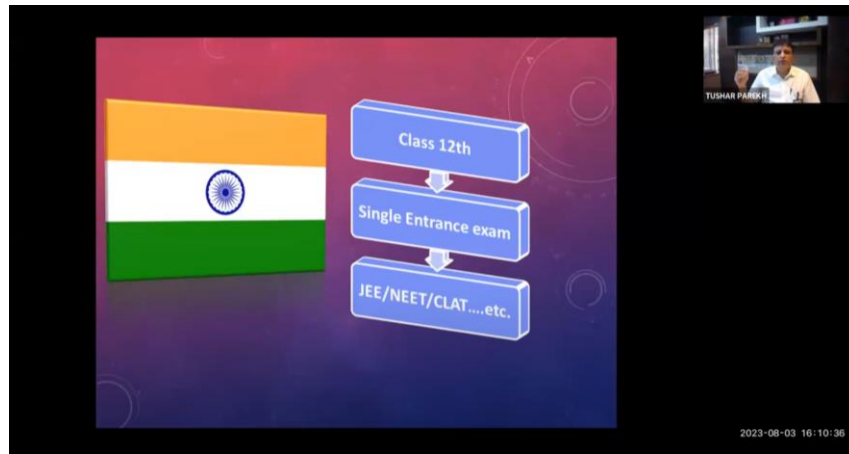 Class 12th
Single Entrance exam
JEE/NEET/CLAT....etc.
TUSHAR PAREKH
2023-08-03 16:10:36